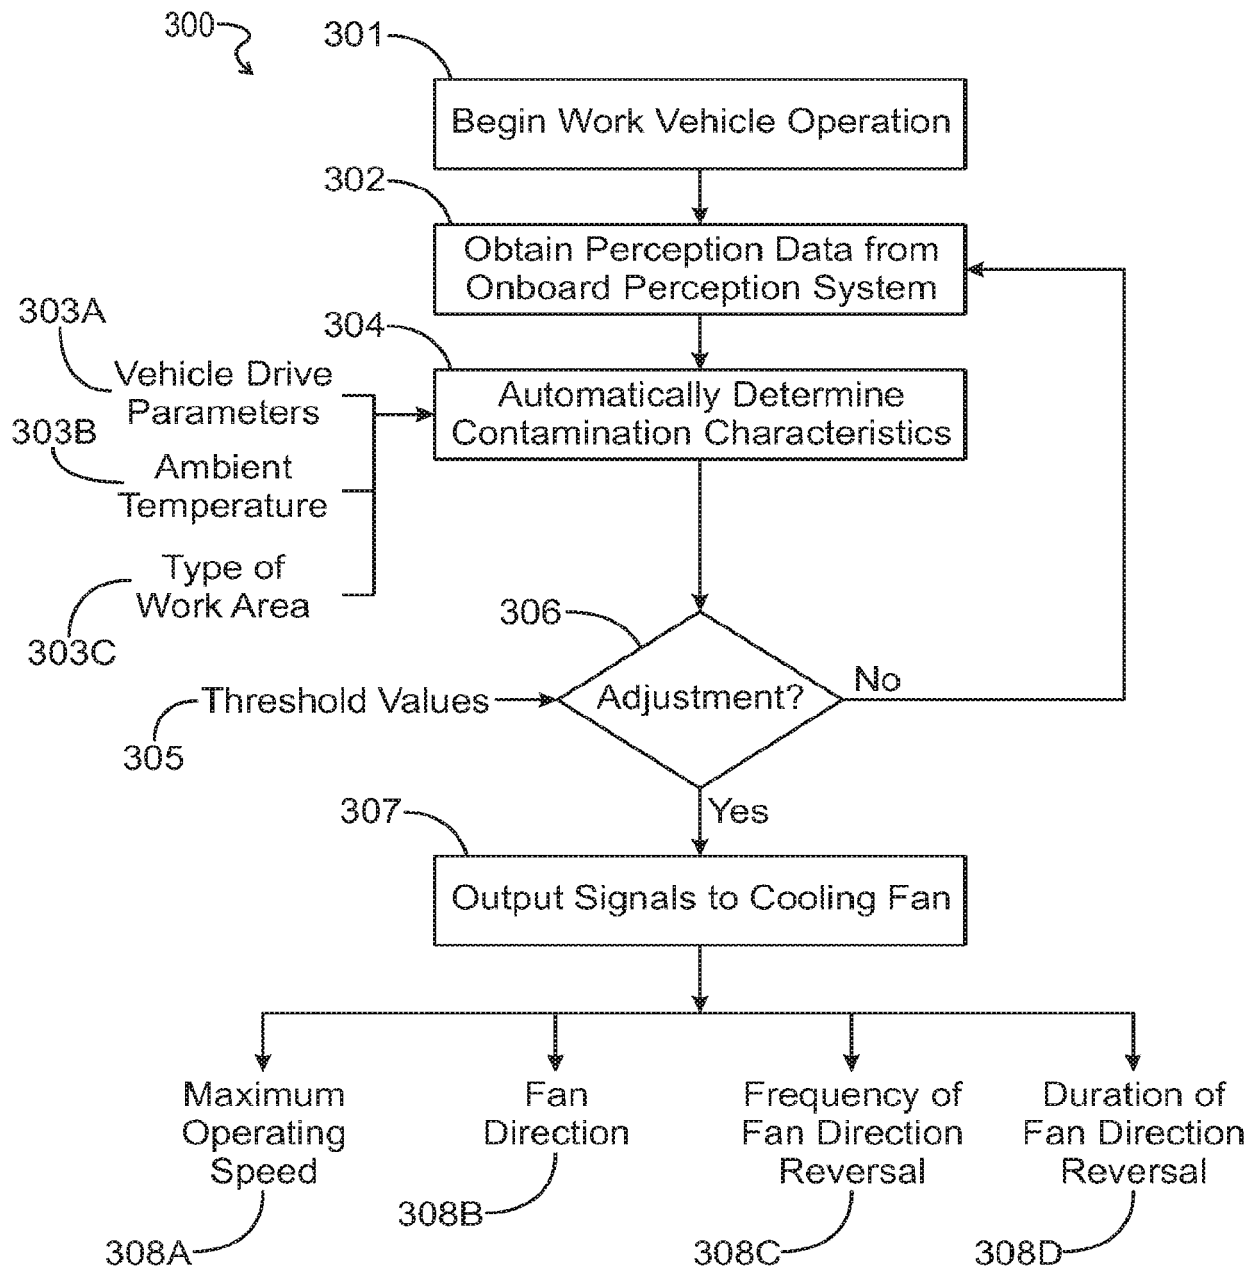 300
301
Begin Work Vehicle Operation
302
Obtain Perception Data from
Onboard Perception System
303A
304
Vehicle Drive
Parameters
Automatically Determine
Contamination Characteristics
303B
Ambient
Temperature
Type of
Work Area
303C
306
Threshold Values
Adjustment?
No
305
Yes
307
Output Signals to Cooling Fan
Maximum
Operating
Speed
Fan
Direction
Frequency of
Fan Direction
Reversal
Duration of
Fan Direction
Reversal
308A
308B
308C
308D